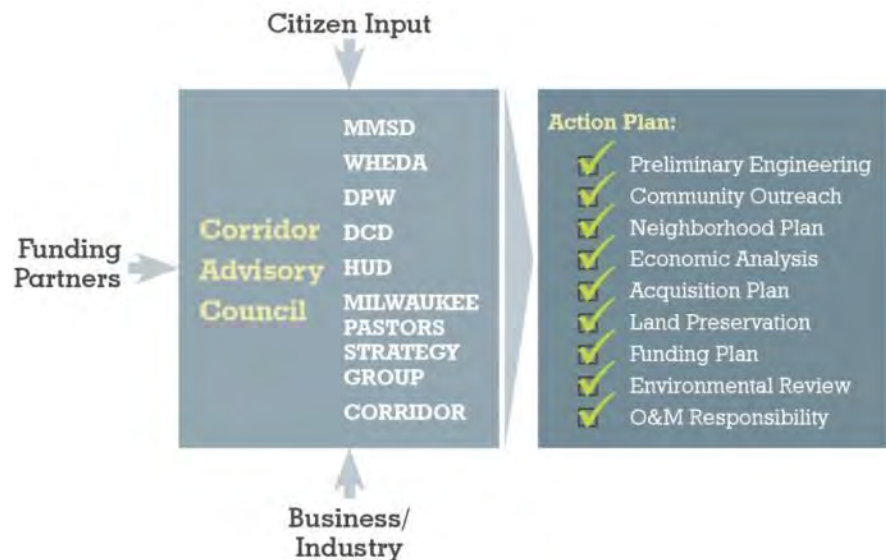 Citizen Input
Funding
Partners
Corridor
Advisory
Council
MMSD
WHEDA
DPW
DCD
HUD
MILWAUKEE
PASTORS
STRATEGY
GROUP
CORRIDOR
Business/
Industry
Action Plan:
Preliminary Engineering
Community Outreach
Neighborhood Plan
Economic Analysis
Acquisition Plan
Land Preservation
Funding Plan
Environmental Review
O&M Responsibility